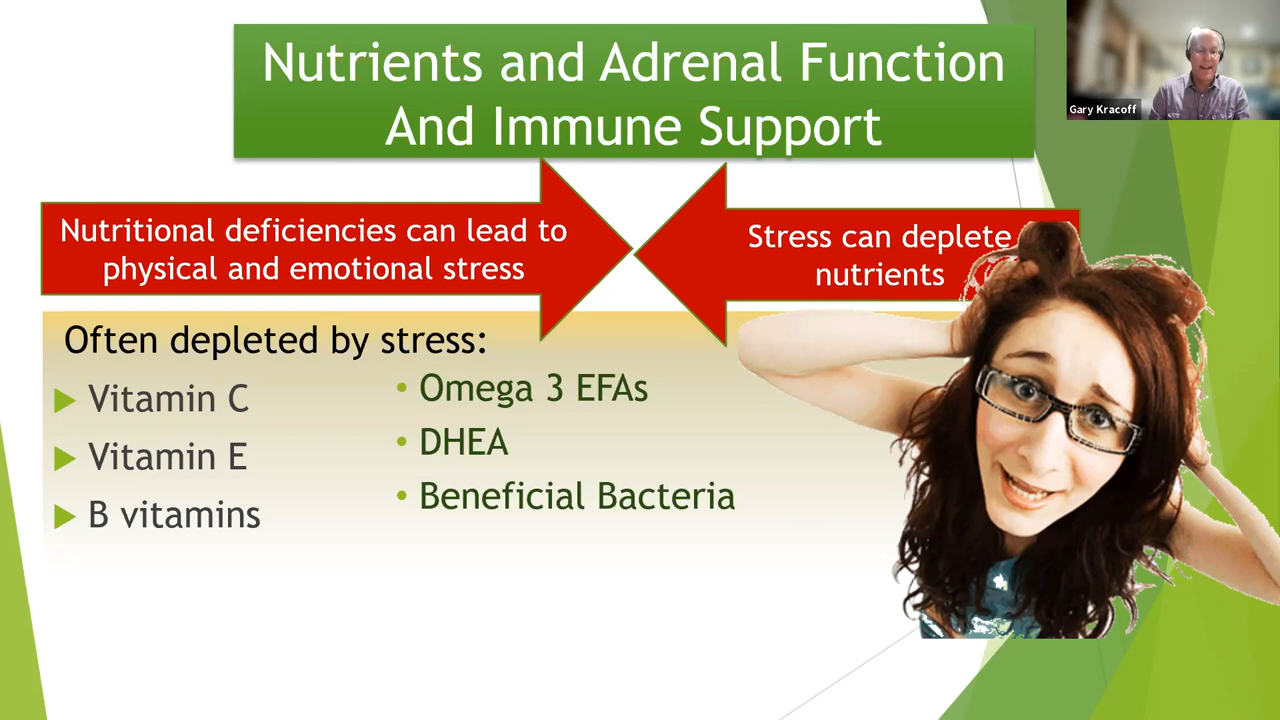 Nutrients and Adrenal Function
And Immune Support
Gary Kracoff
Nutritional deficiencies can lead to
physical and emotional stress
Stress can deplete
nutrients
Often depleted by stress:
Vitamin C
Vitamin E
B vitamins
• Omega 3 EFAs
• DHEA
• Beneficial Bacteria